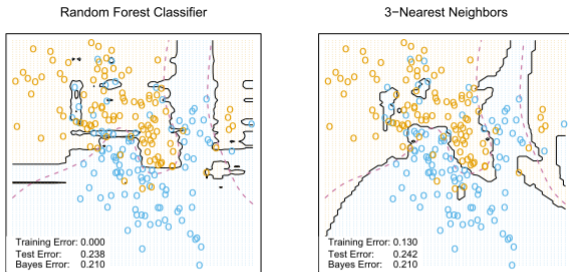 Random Forest Classifier
3−Nearest Neighbors
Training Error: 0.000
Test Error: 0.238
Bayes Error: 0.210
Training Error: 0.130
Test Error: 0.242
Bayes Error: 0.210